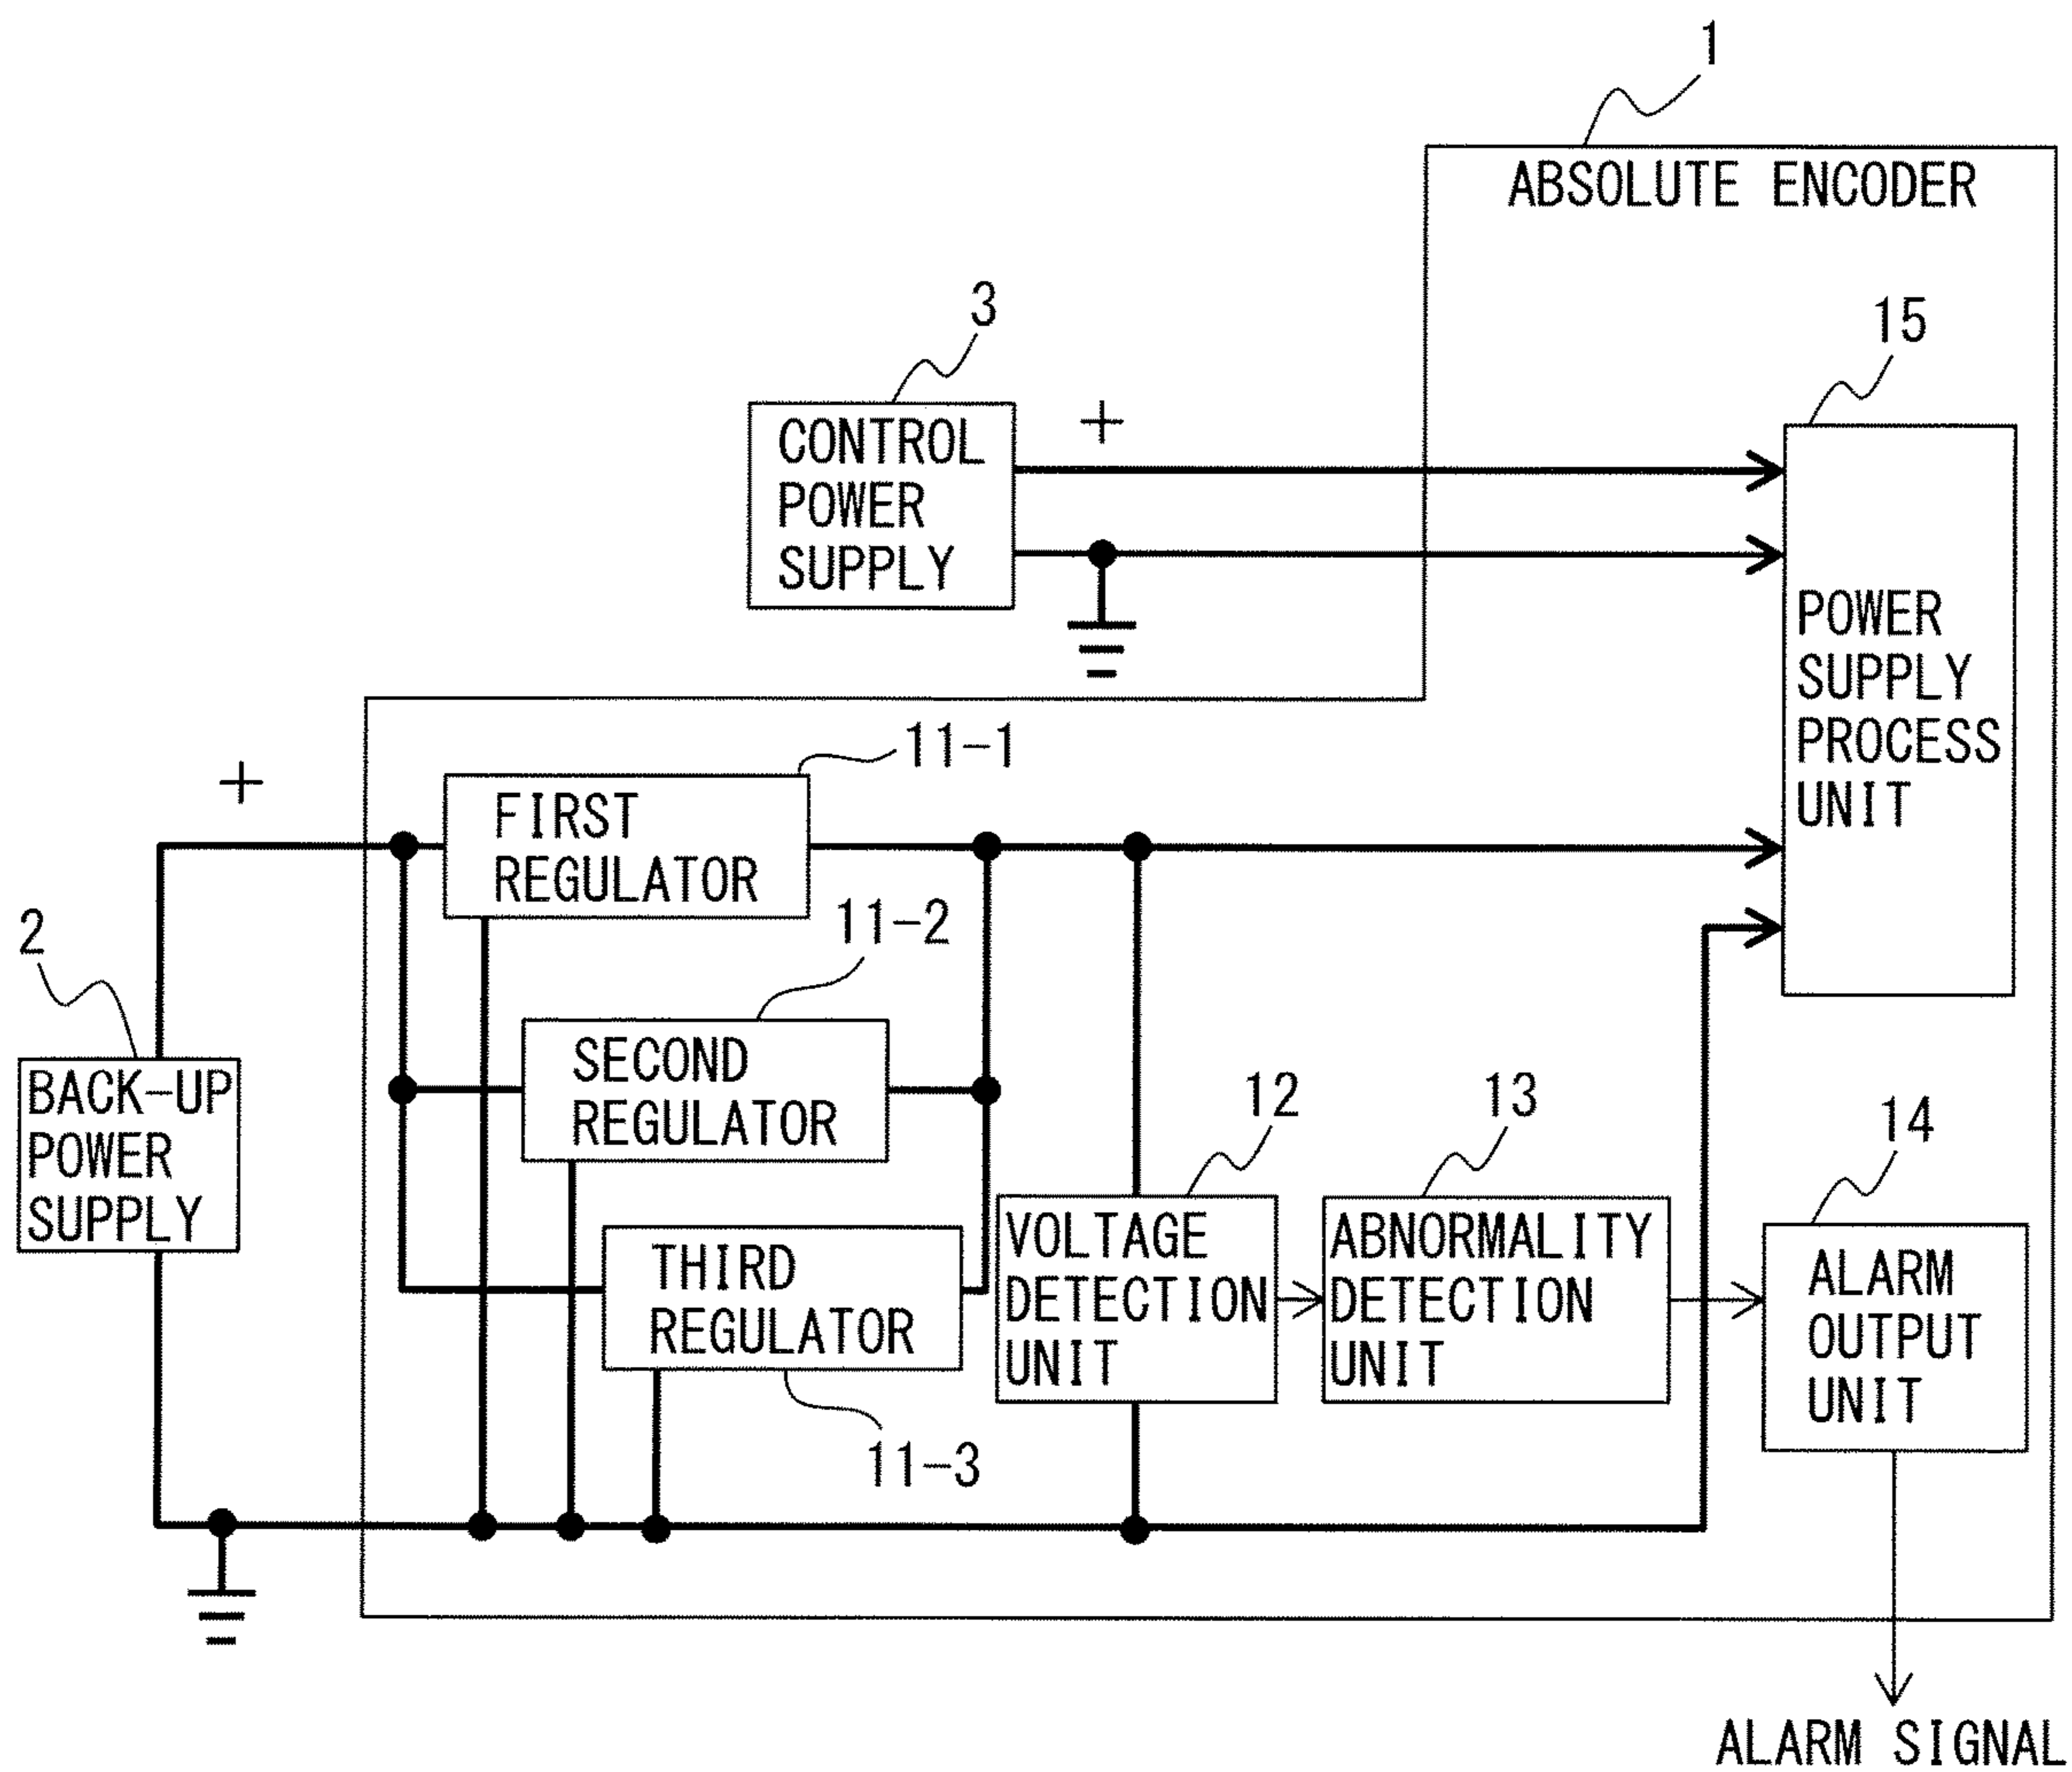 1
ABSOLUTE ENCODER
3
15
CONTROL
POWER
SUPPLY
+
POWER
SUPPLY
PROCESS
UNIT
11-1
+
FIRST
REGULATOR
2
11-2
BACK-UP
POWER
SUPPLY
SECOND
REGULATOR
12
13
14
THIRD
REGULATOR
11-3
VOLTAGE
DETECTION
UNIT
ABNORMALITY
DETECTION
UNIT
ALARM
OUTPUT
UNIT
ALARM SIGNAL